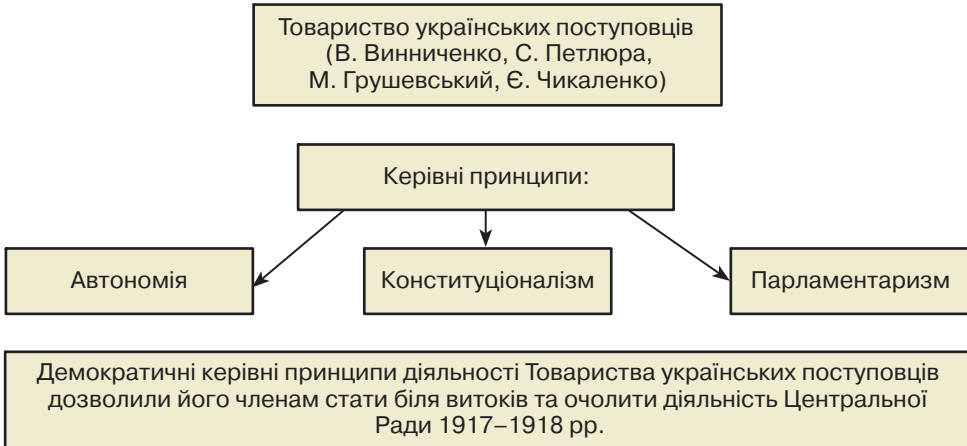 Товариство українських поступовців
(В. Винниченко, С. Петлюра,
М. Грушевський, Є. Чикаленко)
Керівні принципи:
Автономія
Конституціоналізм
Парламентаризм
Демократичні керівні принципи діяльності Товариства українських поступовців
дозволили його членам стати біля витоків та очолити діяльність Центральної
Ради 1917–1918 рр.